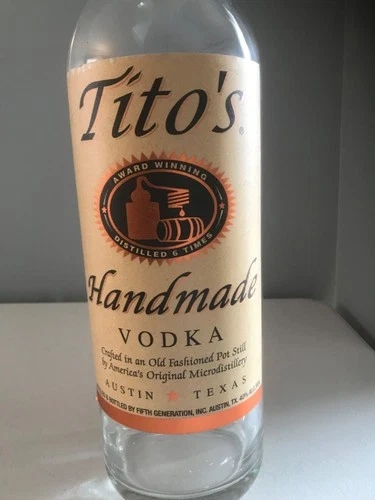 Tito's
AWARD WINNING
DISTILLED 6 TIMES
Handmade
VODKA
Crafted in an Old Fashioned Pot Still
by America's Original Microdistillery
AUSTIN TEXAS
& BOTTLED BY FIFTH GENERATION, INC. AUSTIN, TX. 40%